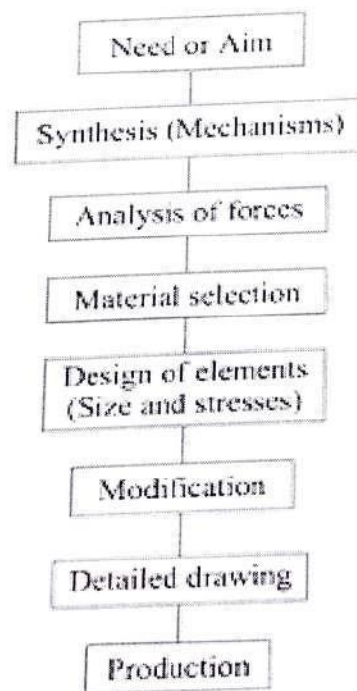 Need or Aim
Synthesis (Mechanisms)
Analysis of forces
Material selection
Design of elements
(Size and stresses)
Modification
Detailed drawing
Production